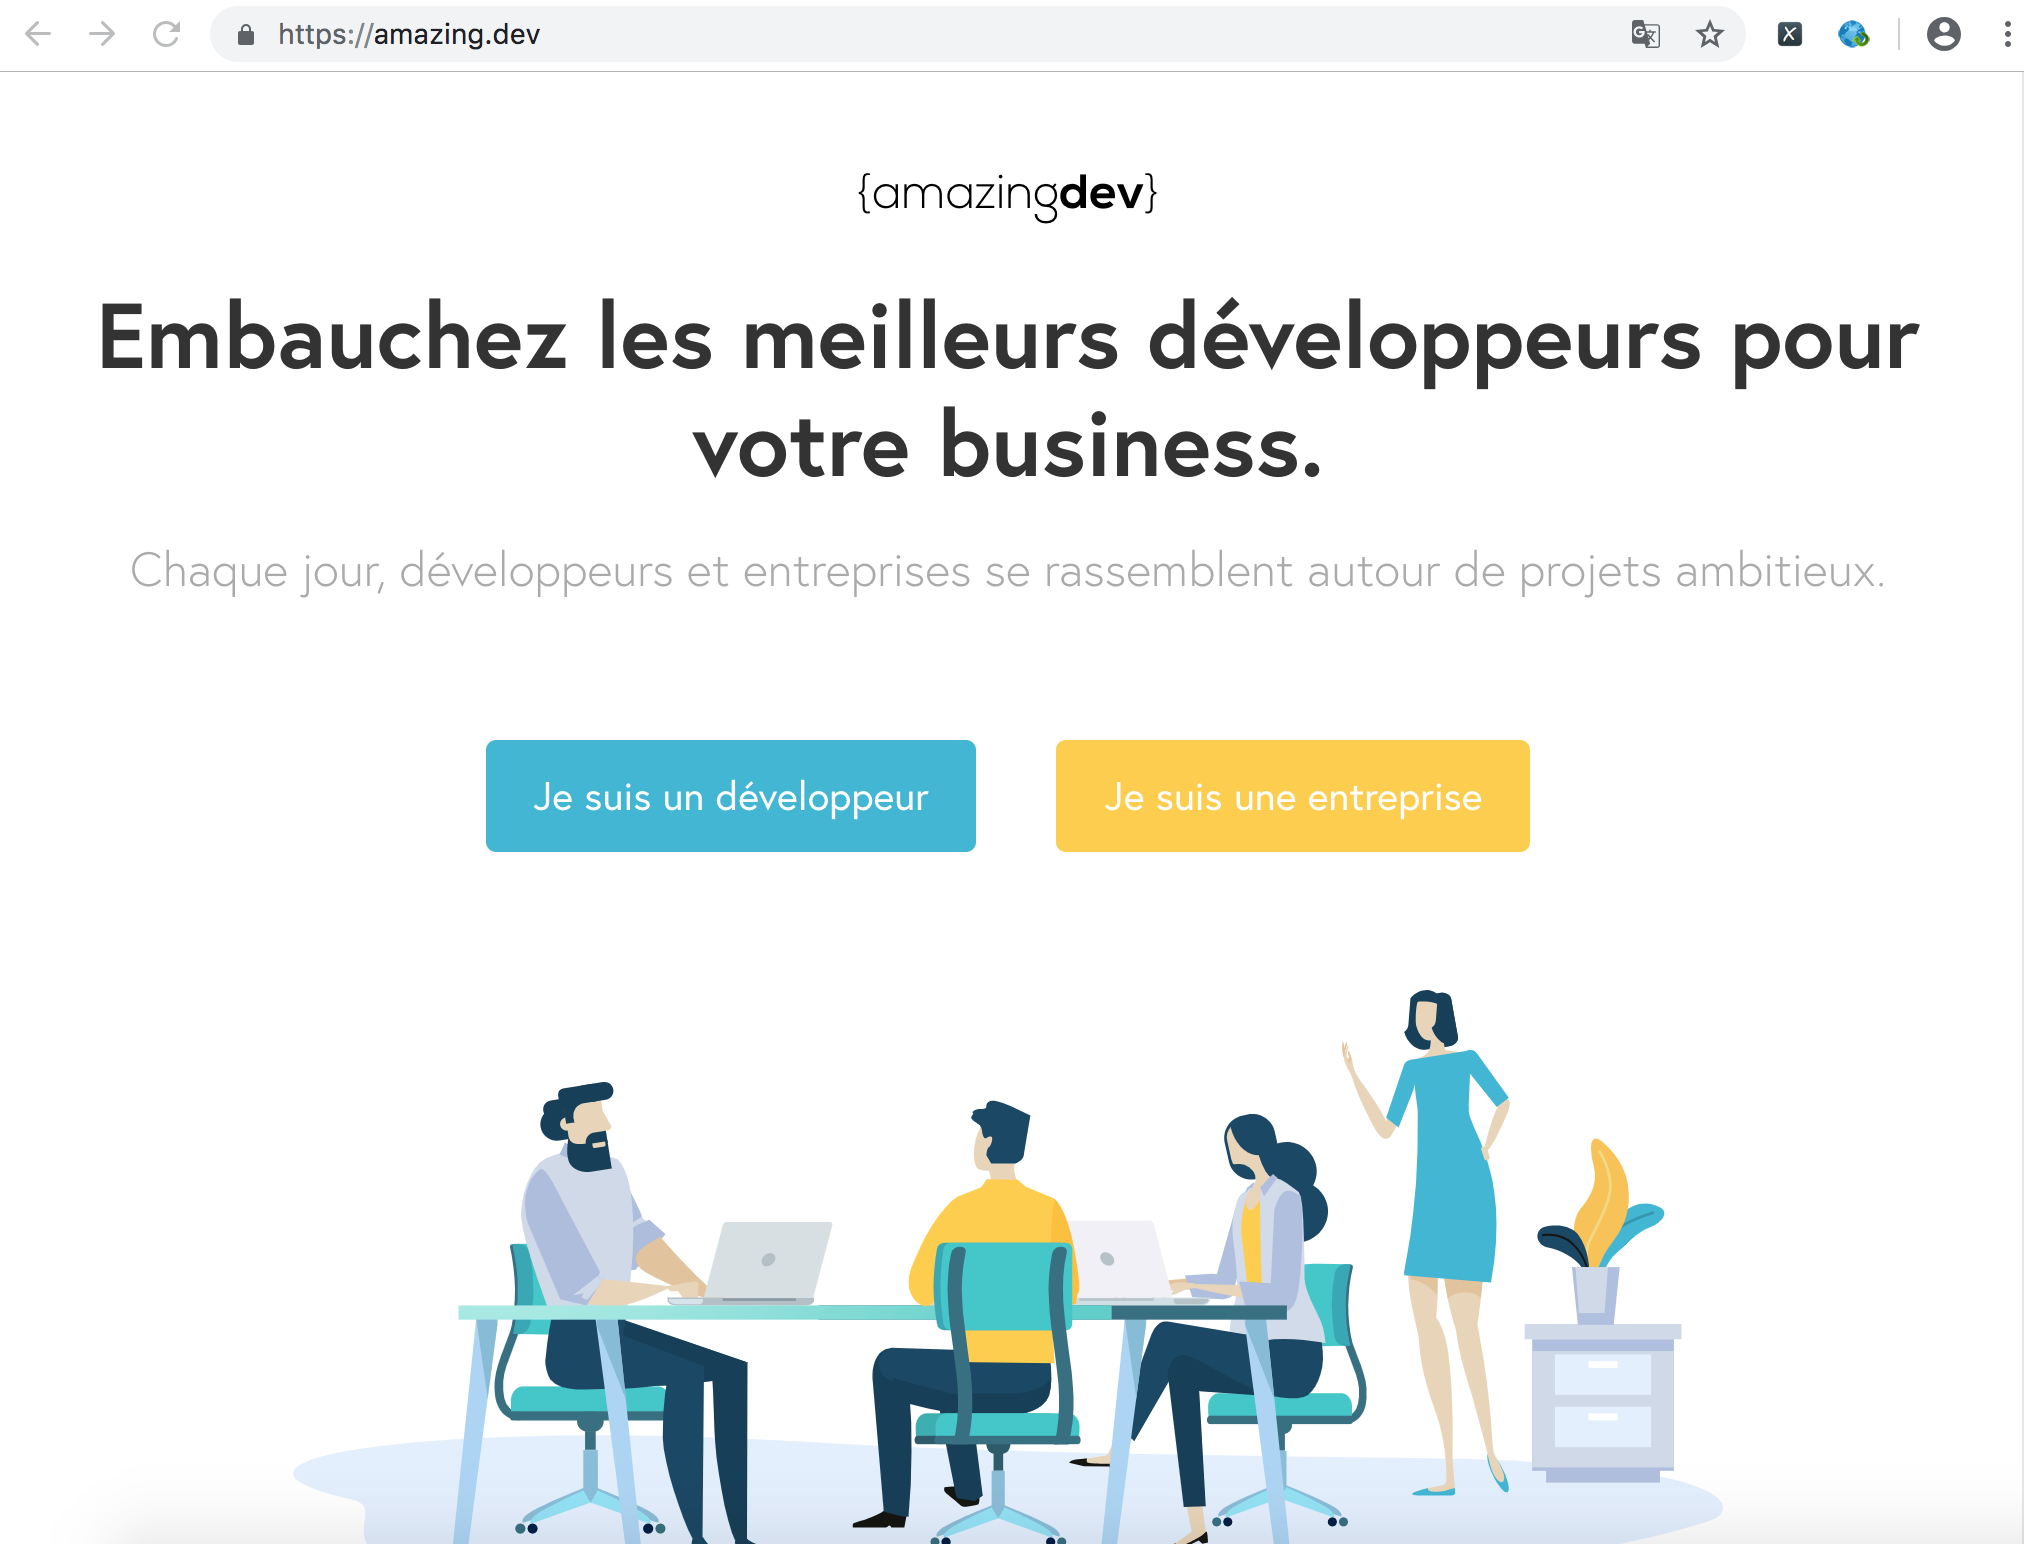 https://amazing.dev
{amazingdev}
Embauchez les meilleurs développeurs pour
votre business.
Chaque jour, développeurs et entreprises se rassemblent autour de projets ambitieux.
Je suis un développeur
Je suis une entreprise